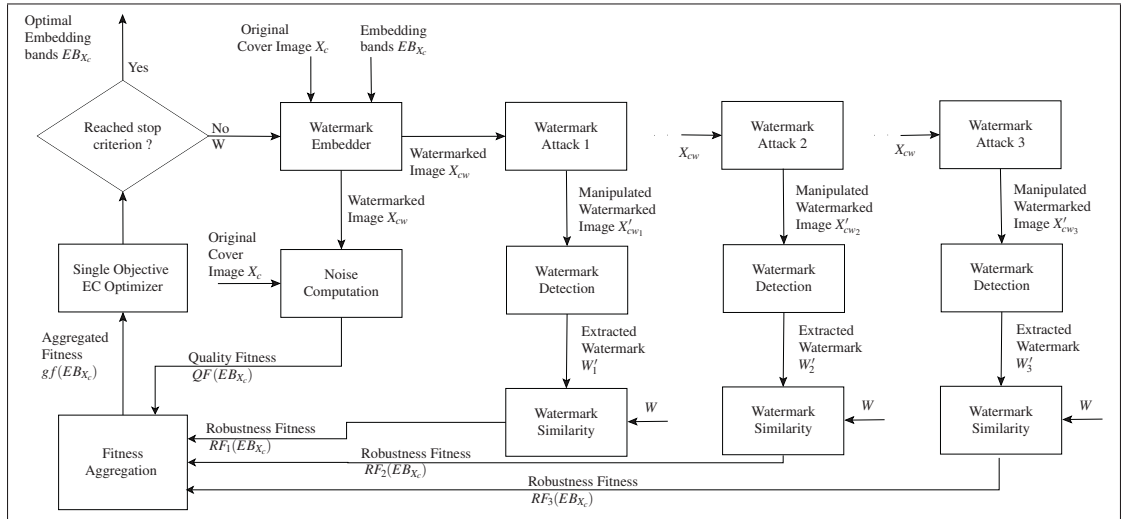 Optimal
Embedding
bands EB_{X_c}
Yes
Reached stop
criterion ?
No
W
Original
Cover Image X_c
Embedding
bands EB_{X_c}
Watermark
Embedder
Watermarked
Image X_{cw}
Watermark
Attack 1
X_{cw}
Watermark
Attack 2
X_{cw}
Watermark
Attack 3
Watermarked
Image X_{cw}
Manipulated
Watermarked
Image X'_{cw_1}
Manipulated
Watermarked
Image X'_{cw_2}
Manipulated
Watermarked
Image X'_{cw_3}
Original
Cover
Image X_c
Single Objective
EC Optimizer
Noise
Computation
Watermark
Detection
Watermark
Detection
Watermark
Detection
Aggregated
Fitness
gf(EB_{X_c})
Quality Fitness
QF(EB_{X_c})
Extracted
Watermark
W'_1
Extracted
Watermark
W'_2
Extracted
Watermark
W'_3
Watermark
Similarity
W
Watermark
Similarity
W
Watermark
Similarity
W
Fitness
Aggregation
Robustness Fitness
RF_1(EB_{X_c})
Robustness Fitness
RF_2(EB_{X_c})
Robustness Fitness
RF_3(EB_{X_c})